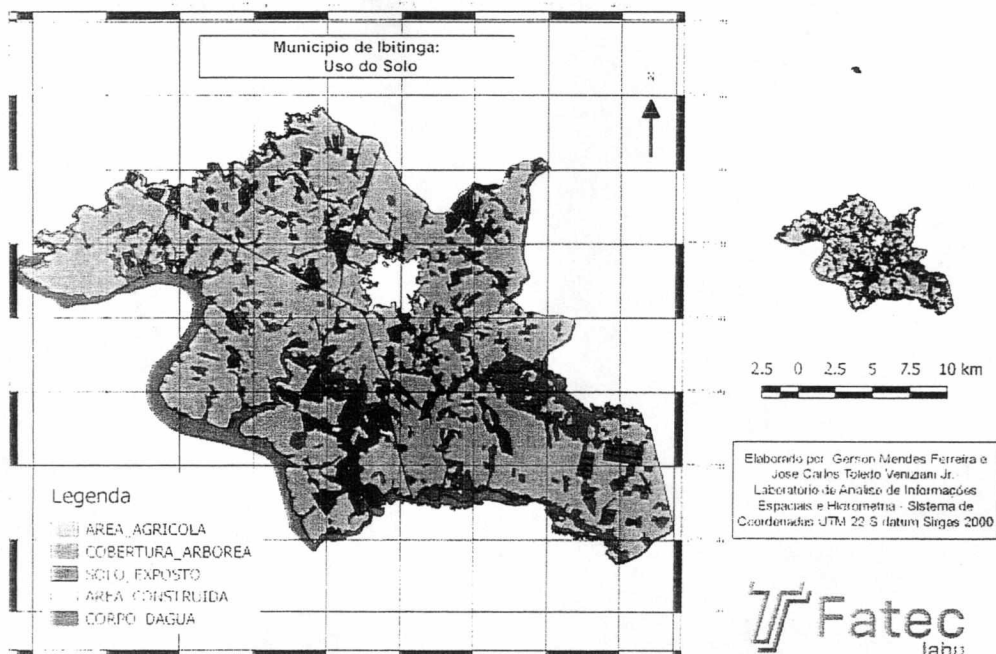 Municipio de Ibitinga:
Uso do Solo
N
2.5 0 2.5 5 7.5 10 km
Elaborado por: Gerson Mendes Ferreira e
Jose Carlos Toledo Veniziani Jr. -
Laboratorio de Analise de Informações
Espaciais e Hidrometria - Sistema de
Coordenadas UTM 22 S datum Sirgas 2000
Legenda
AREA_AGRICOLA
COBERTURA_ARBOREA
SOLO_EXPOSTO
AREA_CONSTRUIDA
CORPO_DAGUA
Fatec
Jahu